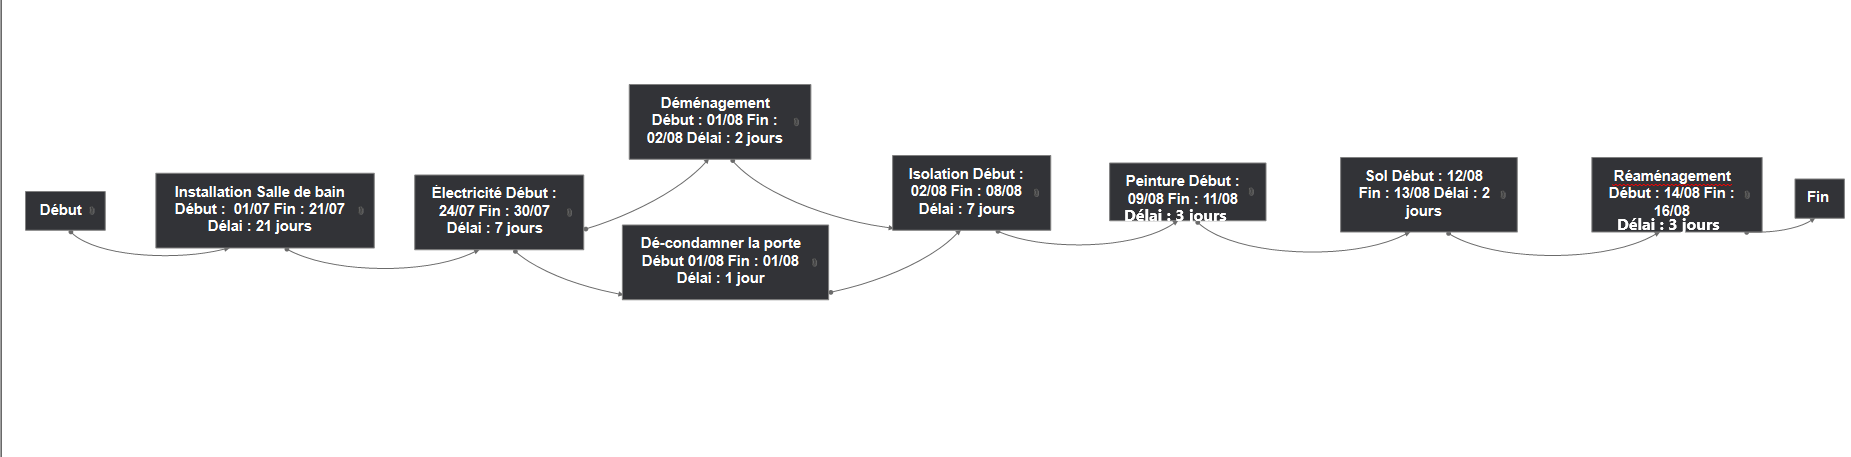 Début
Installation Salle de bain
Début :  01/07 Fin : 21/07
Délai : 21 jours
Électricité Début :
24/07 Fin : 30/07
Délai : 7 jours
Déménagement
Début : 01/08 Fin :
02/08 Délai : 2 jours
Dé-condamner la porte
Début 01/08 Fin : 01/08
Délai : 1 jour
Isolation Début :
02/08 Fin : 08/08
Délai : 7 jours
Peinture Début :
09/08 Fin : 11/08
Délai : 3 jours
Sol Début : 12/08
Fin : 13/08 Délai : 2
jours
Réaménagement
Début : 14/08 Fin :
16/08
Délai : 3 jours
Fin